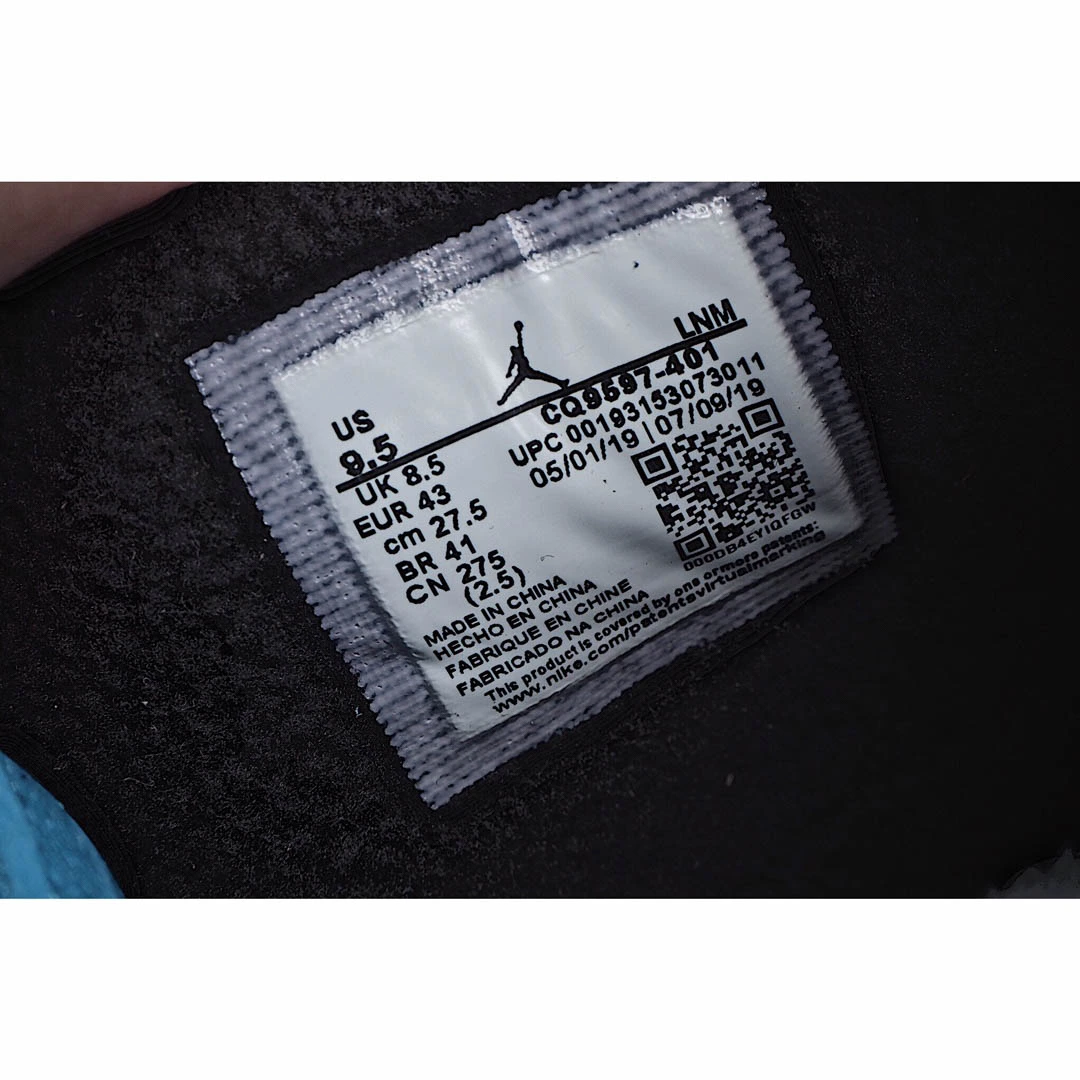 US
9.5
LNM
CQ9597-401
UPC 00193153073011
05/01/19 | 07/09/19
UK 8.5
EUR 43
cm 27.5
BR 41
CN 275
(2.5)
000DB4EYIQFGW
MADE IN CHINA
HECHO EN CHINA
FABRIQUE EN CHINE
FABRICADO NA CHINA
This product is covered by one or more patents:
www.nike.com/patentsvirtualmarking